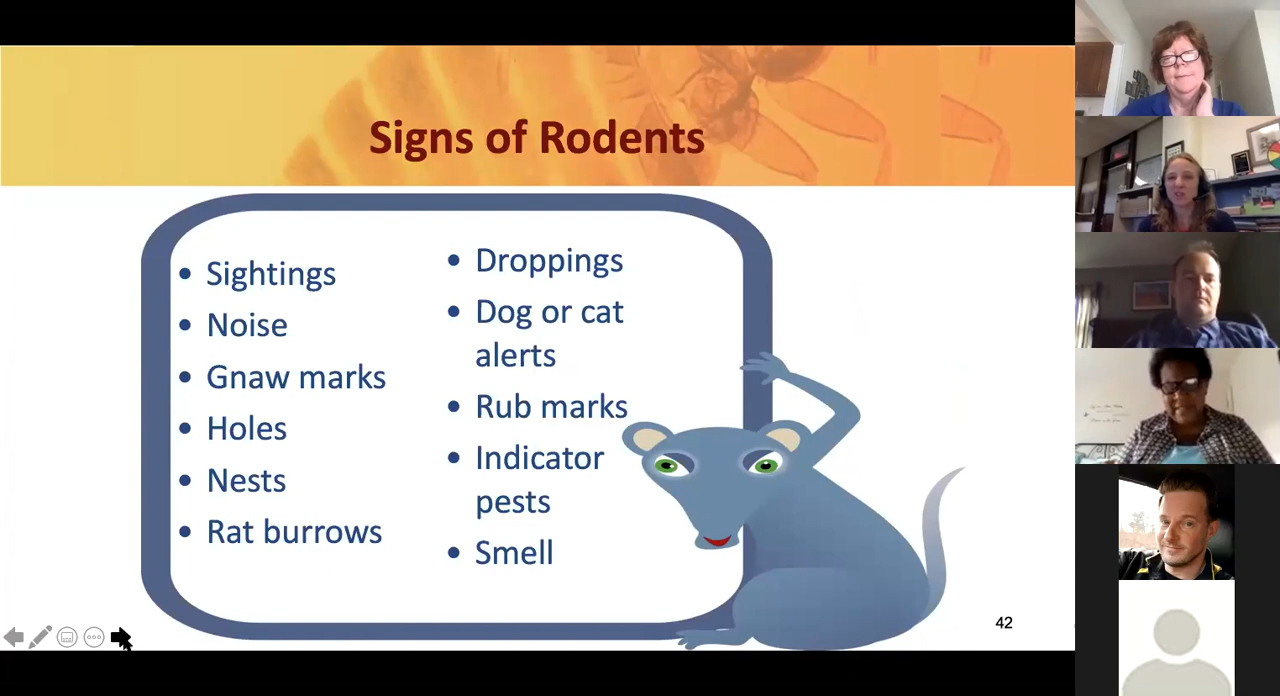 Signs of Rodents
• Sightings
• Noise
• Gnaw marks
• Holes
• Nests
• Rat burrows
• Droppings
• Dog or cat
alerts
• Rub marks
• Indicator
pests
• Smell
42